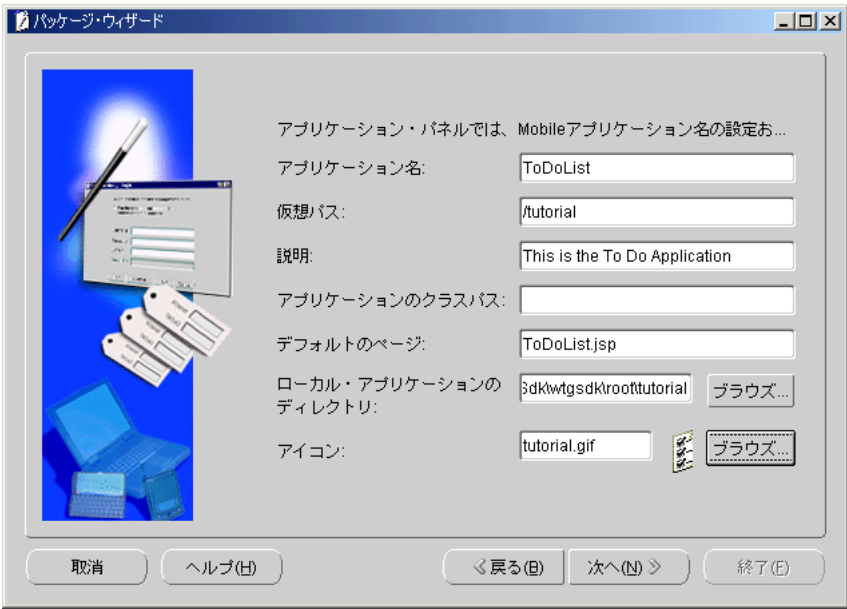 パッケージ・ウィザード
アプリケーション・パネルでは、Mobileアプリケーション名の設定お...
アプリケーション名: ToDoList
仮想パス: /tutorial
説明: This is the To Do Application
アプリケーションのクラスパス:
デフォルトのページ: ToDoList.jsp
ローカル・アプリケーションの
ディレクトリ: Sdk\wtgsdk\root\tutorial ブラウズ...
アイコン: tutorial.gif ブラウズ...
取消 ヘルプ(H) 戻る(B) 次へ(N) 終了(F)